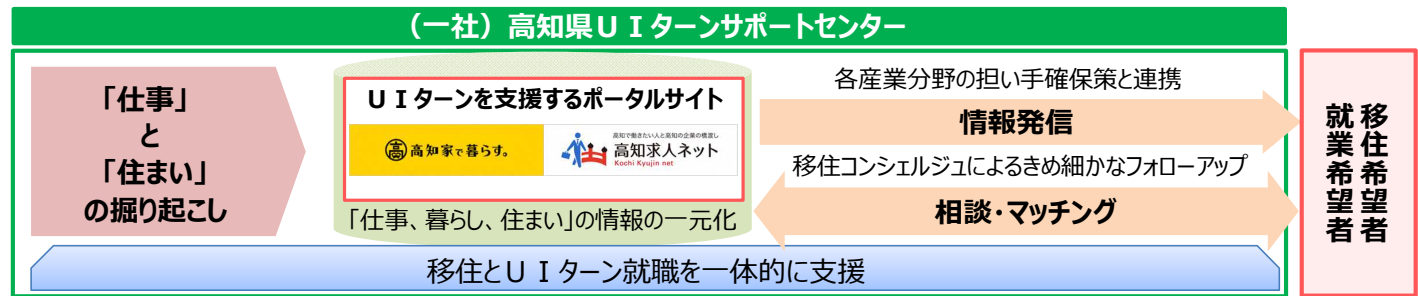 （一社）高知県ＵＩターンサポートセンター
「仕事」
と
「住まい」
の掘り起こし
ＵＩターンを支援するポータルサイト
高 高知家で暮らす。
高知で働きたい人と高知の企業の橋渡し
高知求人ネット
Kochi Kyujin net
「仕事、暮らし、住まい」の情報の一元化
各産業分野の担い手確保策と連携
情報発信
移住コンシェルジュによるきめ細かなフォローアップ
相談・マッチング
移住希望者
就業希望者
移住とＵＩターン就職を一体的に支援